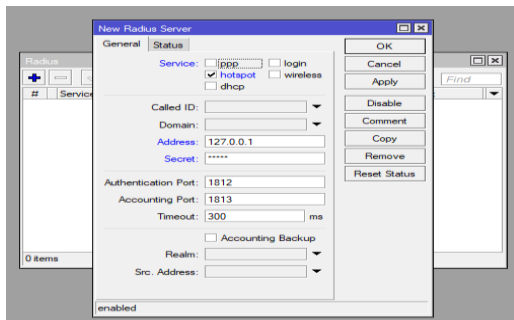 New Radius Server
General Status
Service: ppp login
hotspot wireless
dhcp
Called ID:
Domain:
Address: 127.0.0.1
Secret: *****
Authentication Port: 1812
Accounting Port: 1813
Timeout: 300 ms
Accounting Backup
Realm:
Src. Address:
enabled
OK
Cancel
Apply
Disable
Comment
Copy
Remove
Reset Status
Radius
Find
# Service
0 items